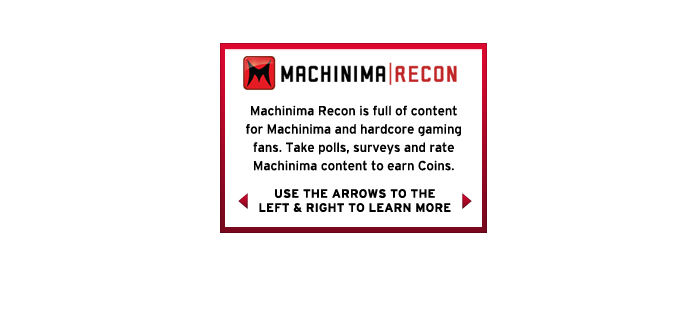 MACHINIMA|RECON
Machinima Recon is full of content
for Machinima and hardcore gaming
fans. Take polls, surveys and rate
Machinima content to earn Coins.
USE THE ARROWS TO THE
LEFT & RIGHT TO LEARN MORE